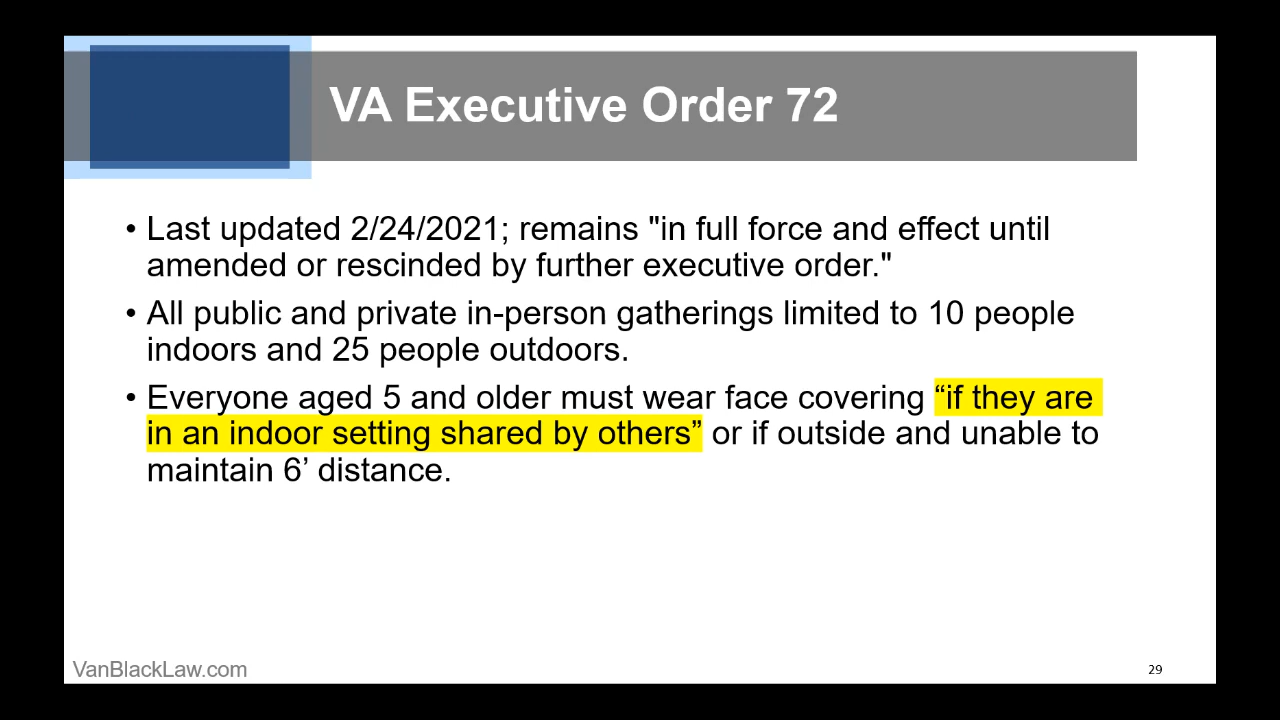 VA Executive Order 72
• Last updated 2/24/2021; remains "in full force and effect until
amended or rescinded by further executive order."
• All public and private in-person gatherings limited to 10 people
indoors and 25 people outdoors.
• Everyone aged 5 and older must wear face covering “if they are
in an indoor setting shared by others” or if outside and unable to
maintain 6’ distance.
VanBlackLaw.com
29